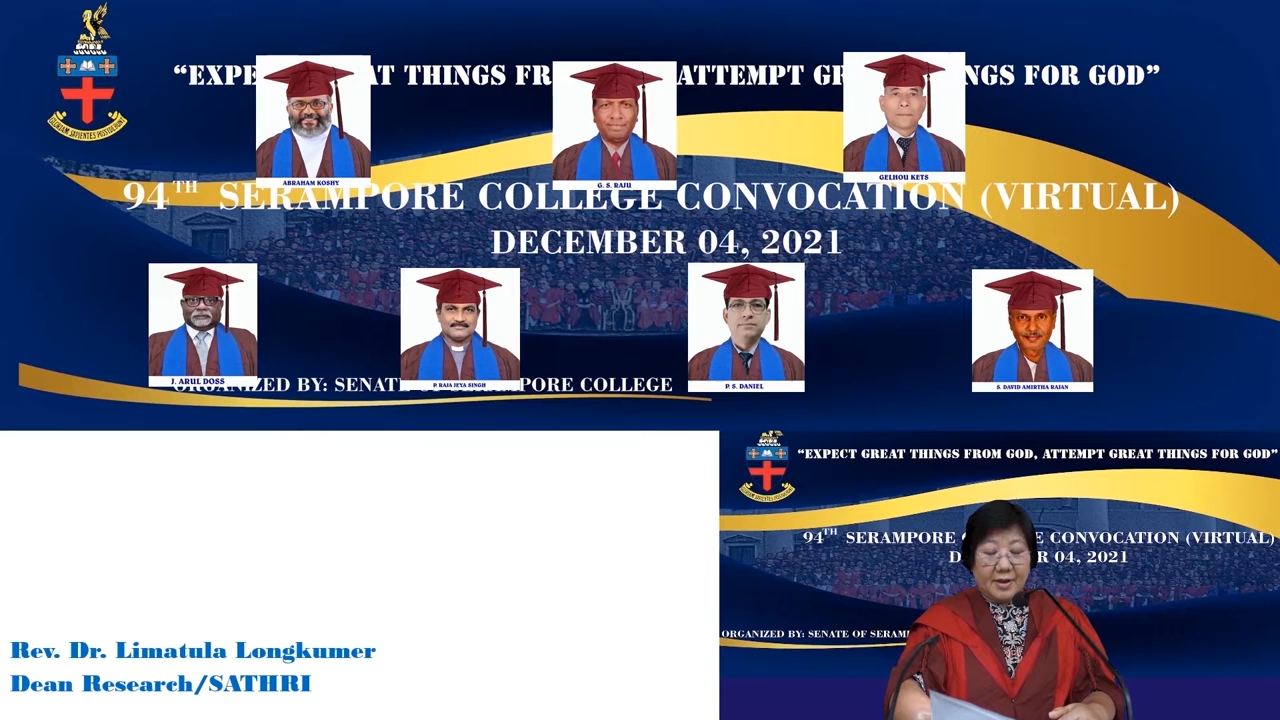 “EXPE AT THINGS FR ATTEMPT GR NGS FOR GOD”
ABRAHAM KOSHY
G. S. RAJU
GELHOU KETS
94TH SERAMPORE COLLEGE CONVOCATION (VIRTUAL)
DECEMBER 04, 2021
J. ARUL DOSS
P. RAJA JEYA SINGH
P. S. DANIEL
S. DAVID AMIRTHA RAJAN
ORGANIZED BY: SENATE OF SERAMPORE COLLEGE
“EXPECT GREAT THINGS FROM GOD, ATTEMPT GREAT THINGS FOR GOD”
94TH SERAMPORE C E CONVOCATION (VIRTUAL)
D R 04, 2021
ORGANIZED BY: SENATE OF SERAM
Rev. Dr. Limatula Longkumer
Dean Research/SATHRI